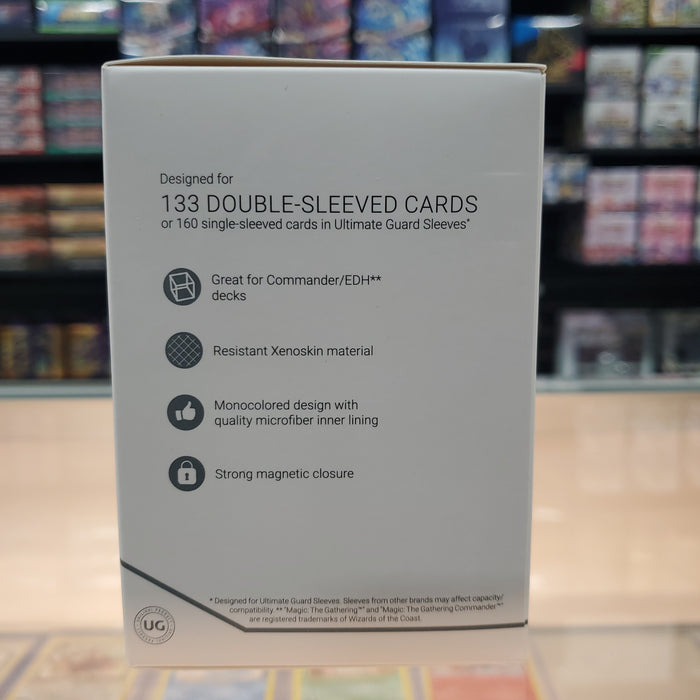 Designed for
133 DOUBLE-SLEEVED CARDS
or 160 single-sleeved cards in Ultimate Guard Sleeves*
Great for Commander/EDH**
decks
Resistant Xenoskin material
Monocolored design with
quality microfiber inner lining
Strong magnetic closure
* Designed for Ultimate Guard Sleeves. Sleeves from other brands may affect capacity/
compatibility. ** "Magic: The Gathering™" and "Magic: The Gathering Commander™"
are registered trademarks of Wizards of the Coast.
UG